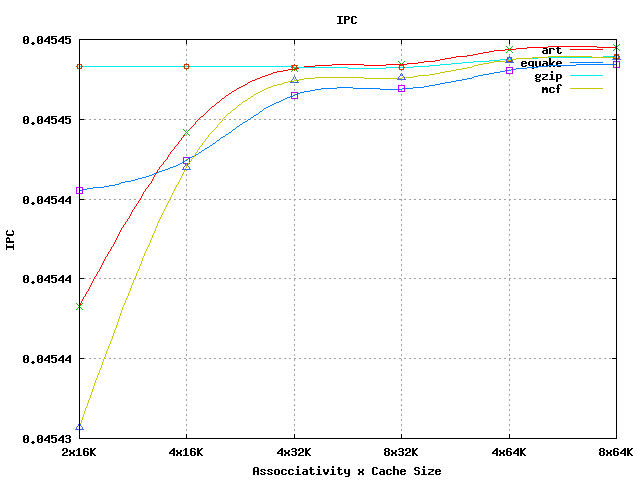 IPC
0.04545
art
equake
gzip
mcf
0.04545
0.04544
IPC
0.04544
0.04544
0.04543
2x16K 4x16K 4x32K 8x32K 4x64K 8x64K
Assocciativity x Cache Size